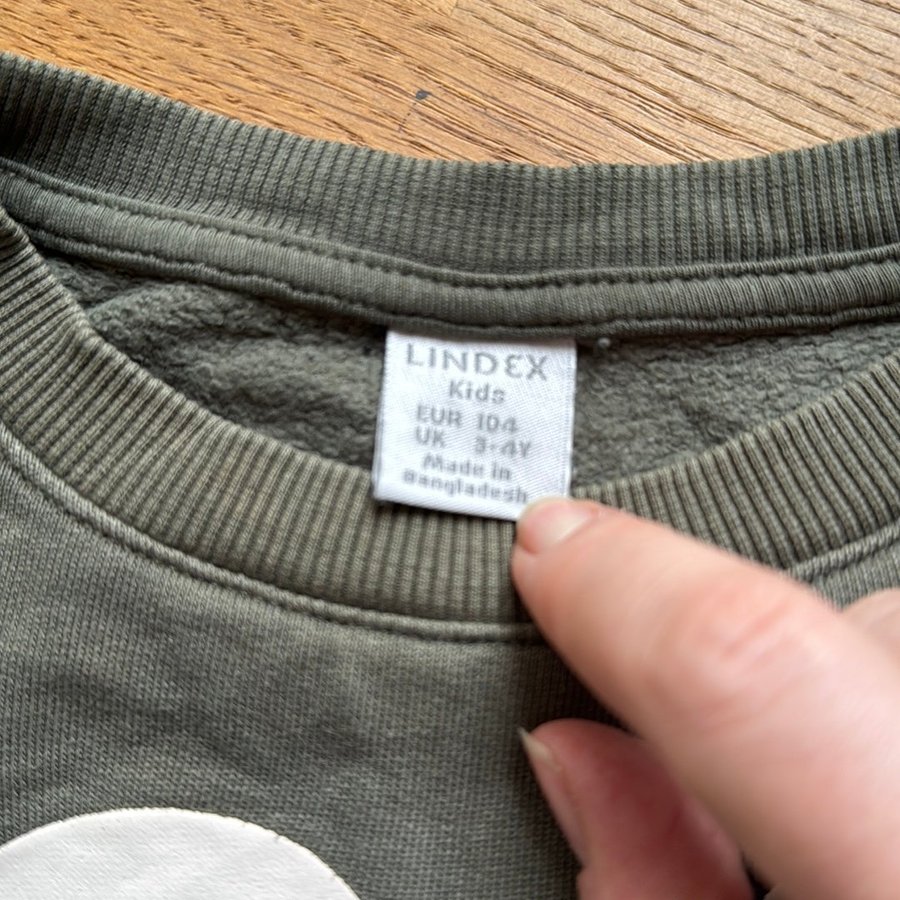 LINDEX
Kids
EUR 104
UK 3-4Y
Made in
Bangladesh